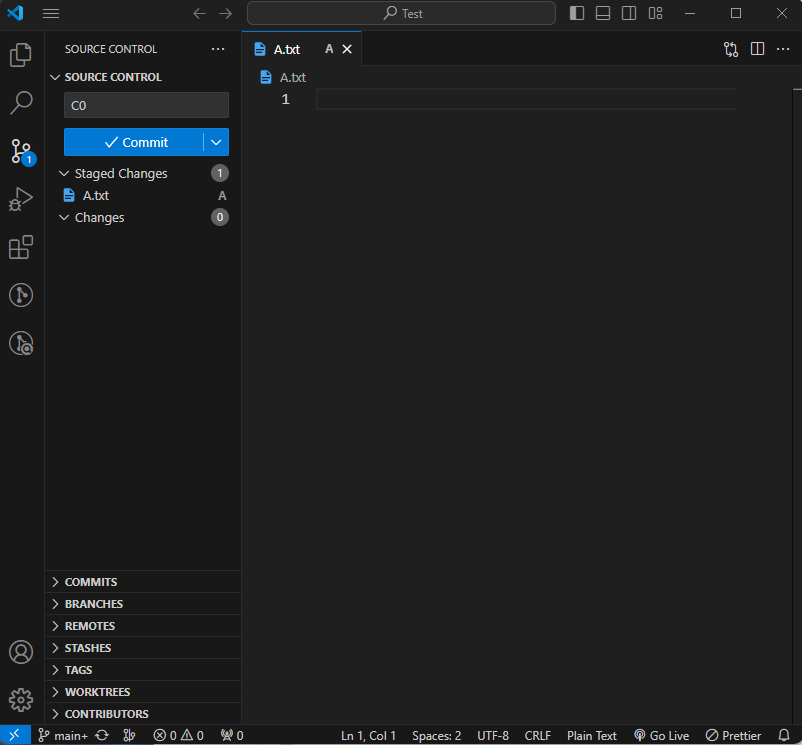 Test
SOURCE CONTROL
SOURCE CONTROL
C0
Commit
Staged Changes 1
A.txt A
Changes 0
COMMITS
BRANCHES
REMOTES
STASHES
TAGS
WORKTREES
CONTRIBUTORS
A.txt A
A.txt
1
1
main+ 0 0 0 Ln 1, Col 1 Spaces: 2 UTF-8 CRLF Plain Text Go Live Prettier